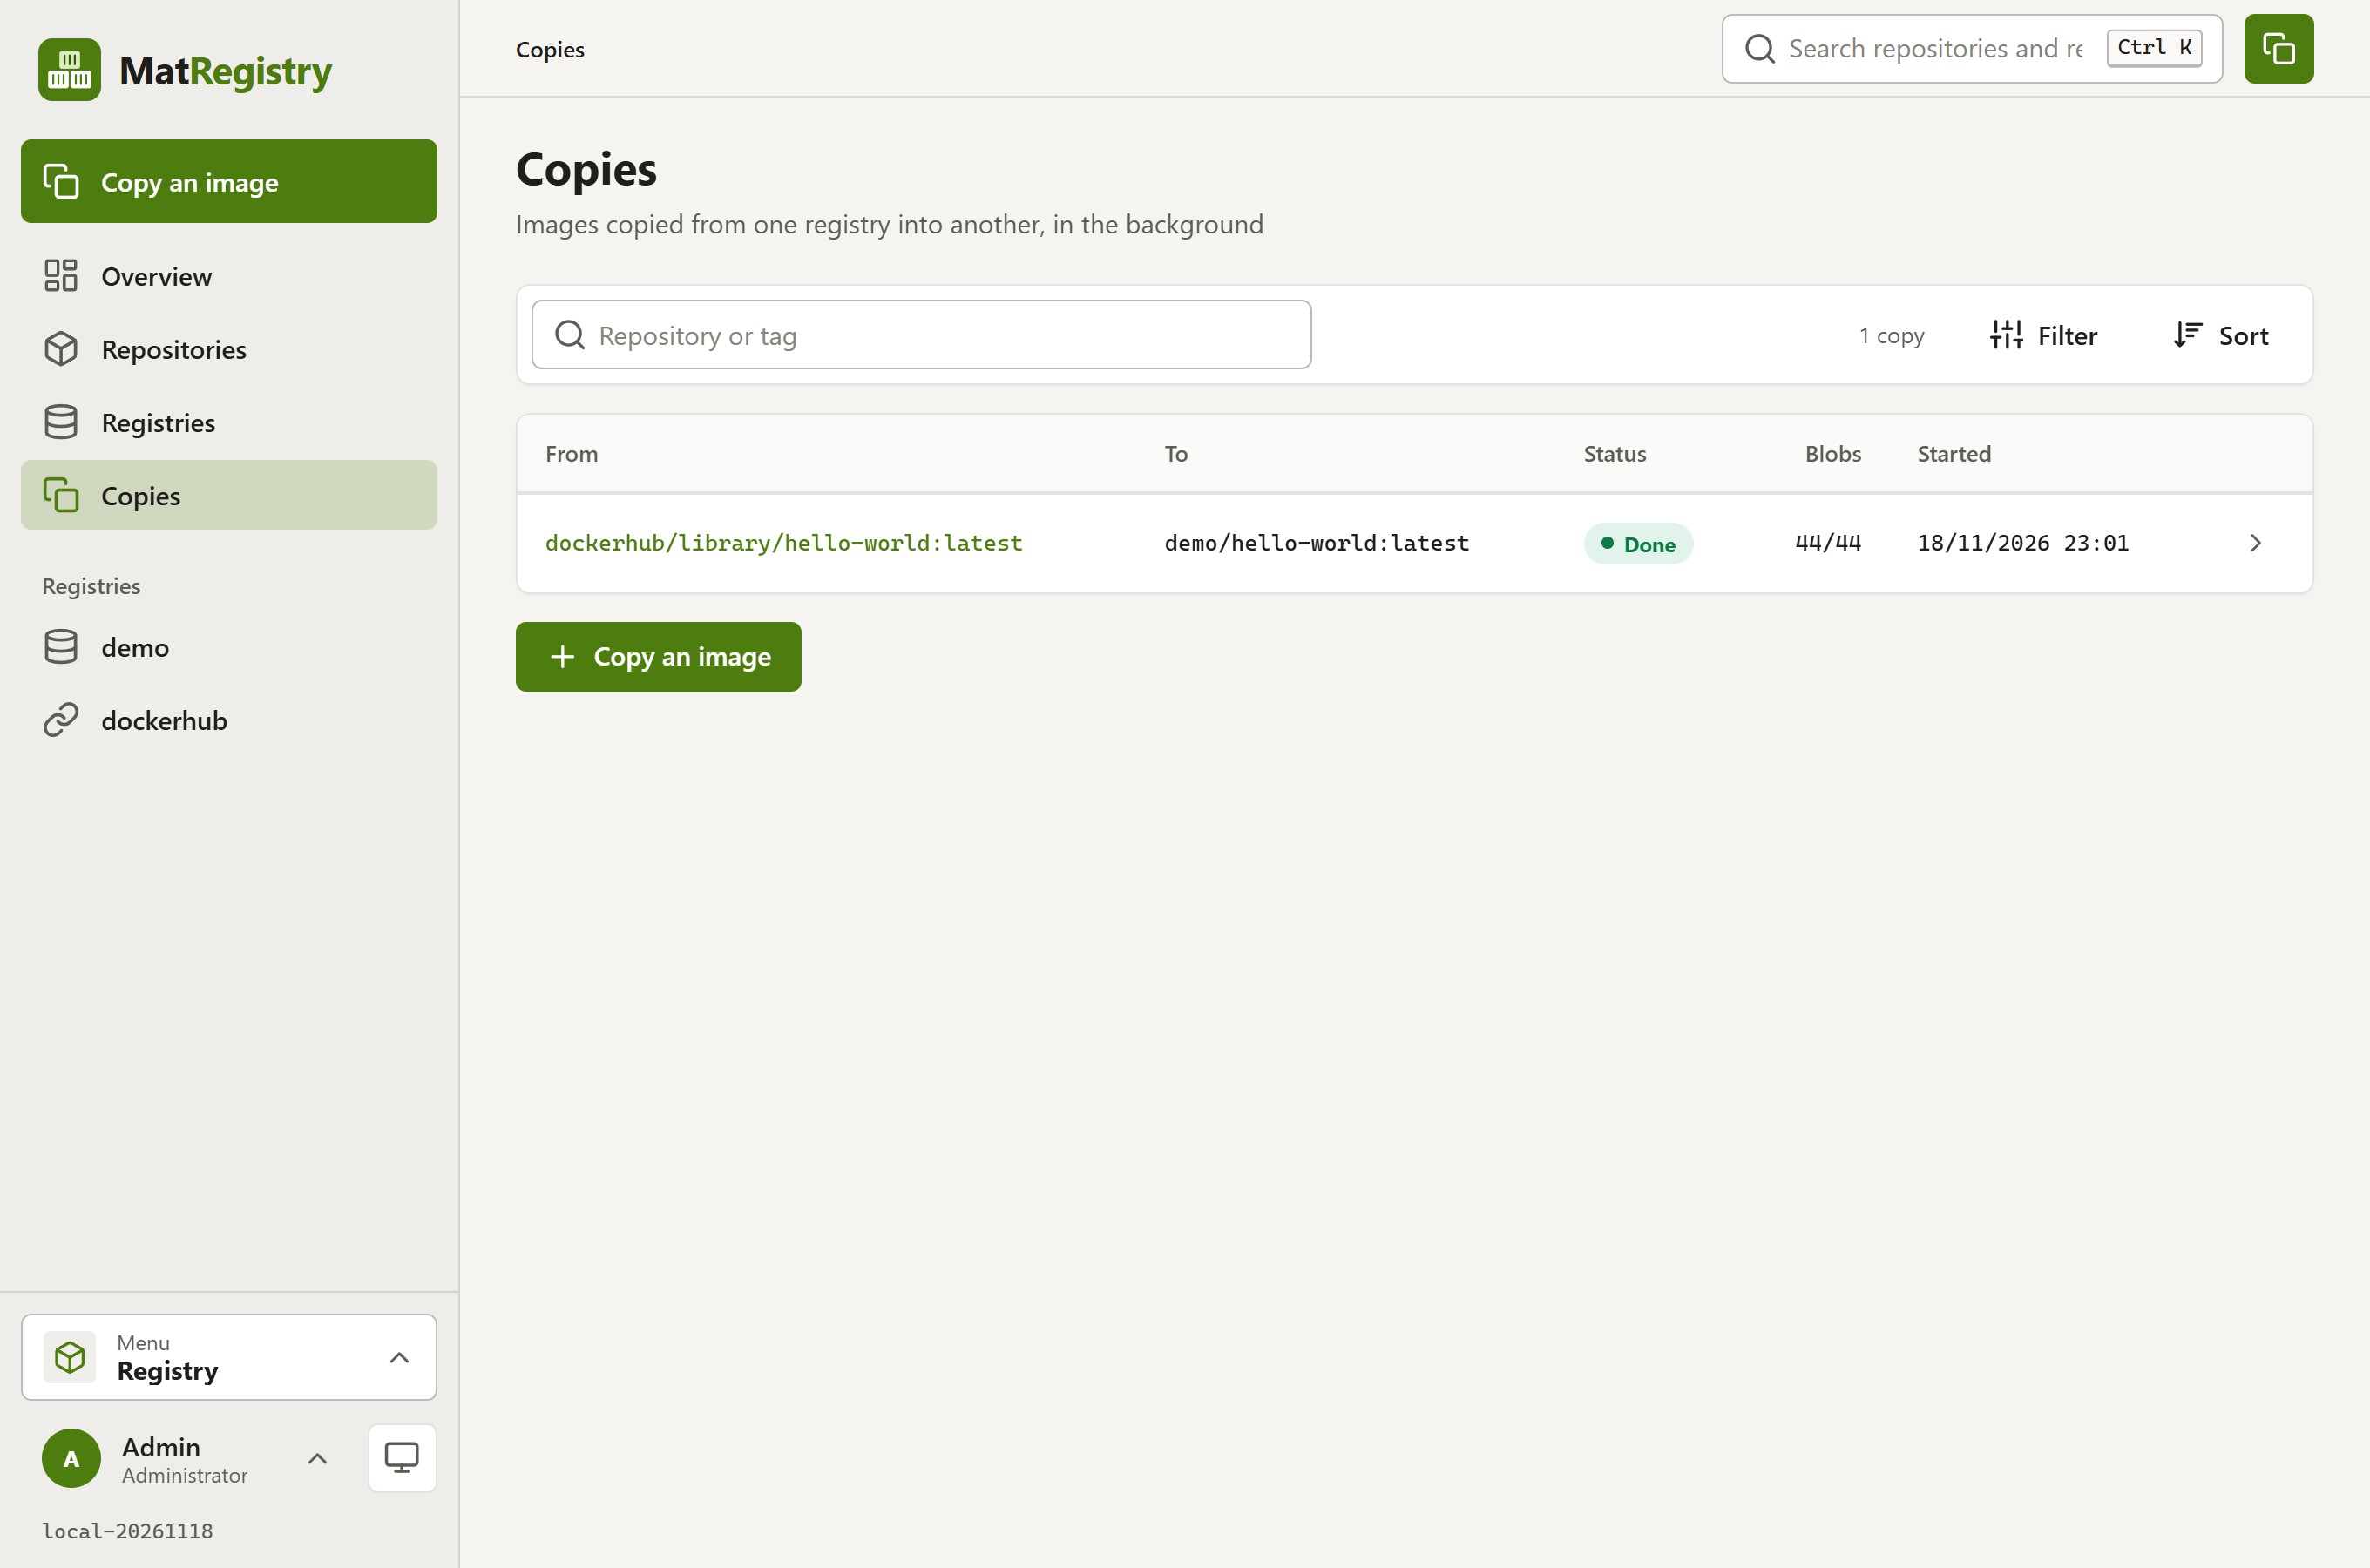 MatRegistry
Copy an image
Overview
Repositories
Registries
Copies
Registries
demo
dockerhub
Menu
Registry
A
Admin
Administrator
local-20261118
Copies
Search repositories and re
Ctrl K
Copies
Images copied from one registry into another, in the background
Repository or tag
1 copy
Filter
Sort
From To Status Blobs Started
dockerhub/library/hello-world:latest demo/hello-world:latest Done 44/44 18/11/2026 23:01
Copy an image